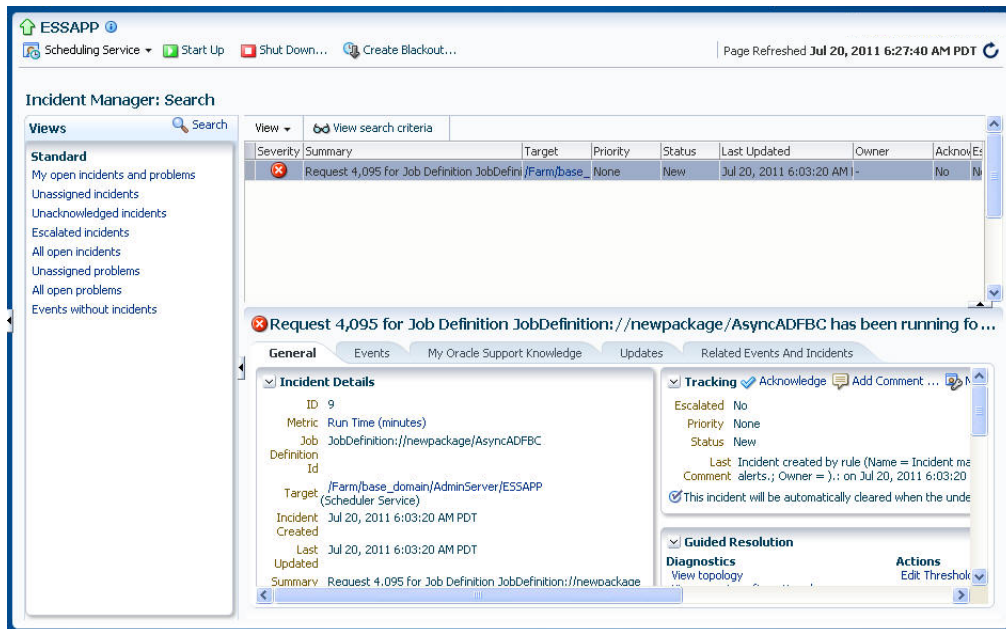 ESSAPP
Scheduling Service Start Up Shut Down... Create Blackout... Page Refreshed Jul 20, 2011 6:27:40 AM PDT
Incident Manager: Search
Views Search
Standard
My open incidents and problems
Unassigned incidents
Unacknowledged incidents
Escalated incidents
All open incidents
Unassigned problems
All open problems
Events without incidents
View View search criteria
Severity Summary Target Priority Status Last Updated Owner Acknov Es
Request 4,095 for Job Definition JobDefini /Farm/base_ None New Jul 20, 2011 6:03:20 AM - No
Request 4,095 for Job Definition JobDefinition://newpackage/AsyncADFBC has been running fo ...
General Events My Oracle Support Knowledge Updates Related Events And Incidents
Incident Details
ID 9
Metric Run Time (minutes)
Job Definition Id JobDefinition://newpackage/AsyncADFBC
Target /Farm/base_domain/AdminServer/ESSAPP
(Scheduler Service)
Incident Created Jul 20, 2011 6:03:20 AM PDT
Last Updated Jul 20, 2011 6:03:20 AM PDT
Summary Request 4,095 for Job Definition JobDefinition://newpackage
Tracking Acknowledge Add Comment ...
Escalated No
Priority None
Status New
Last Comment Incident created by rule (Name = Incident ma
alerts.; Owner = ).: on Jul 20, 2011 6:03:20
This incident will be automatically cleared when the unde
Guided Resolution
Diagnostics Actions
View topology Edit Threshol